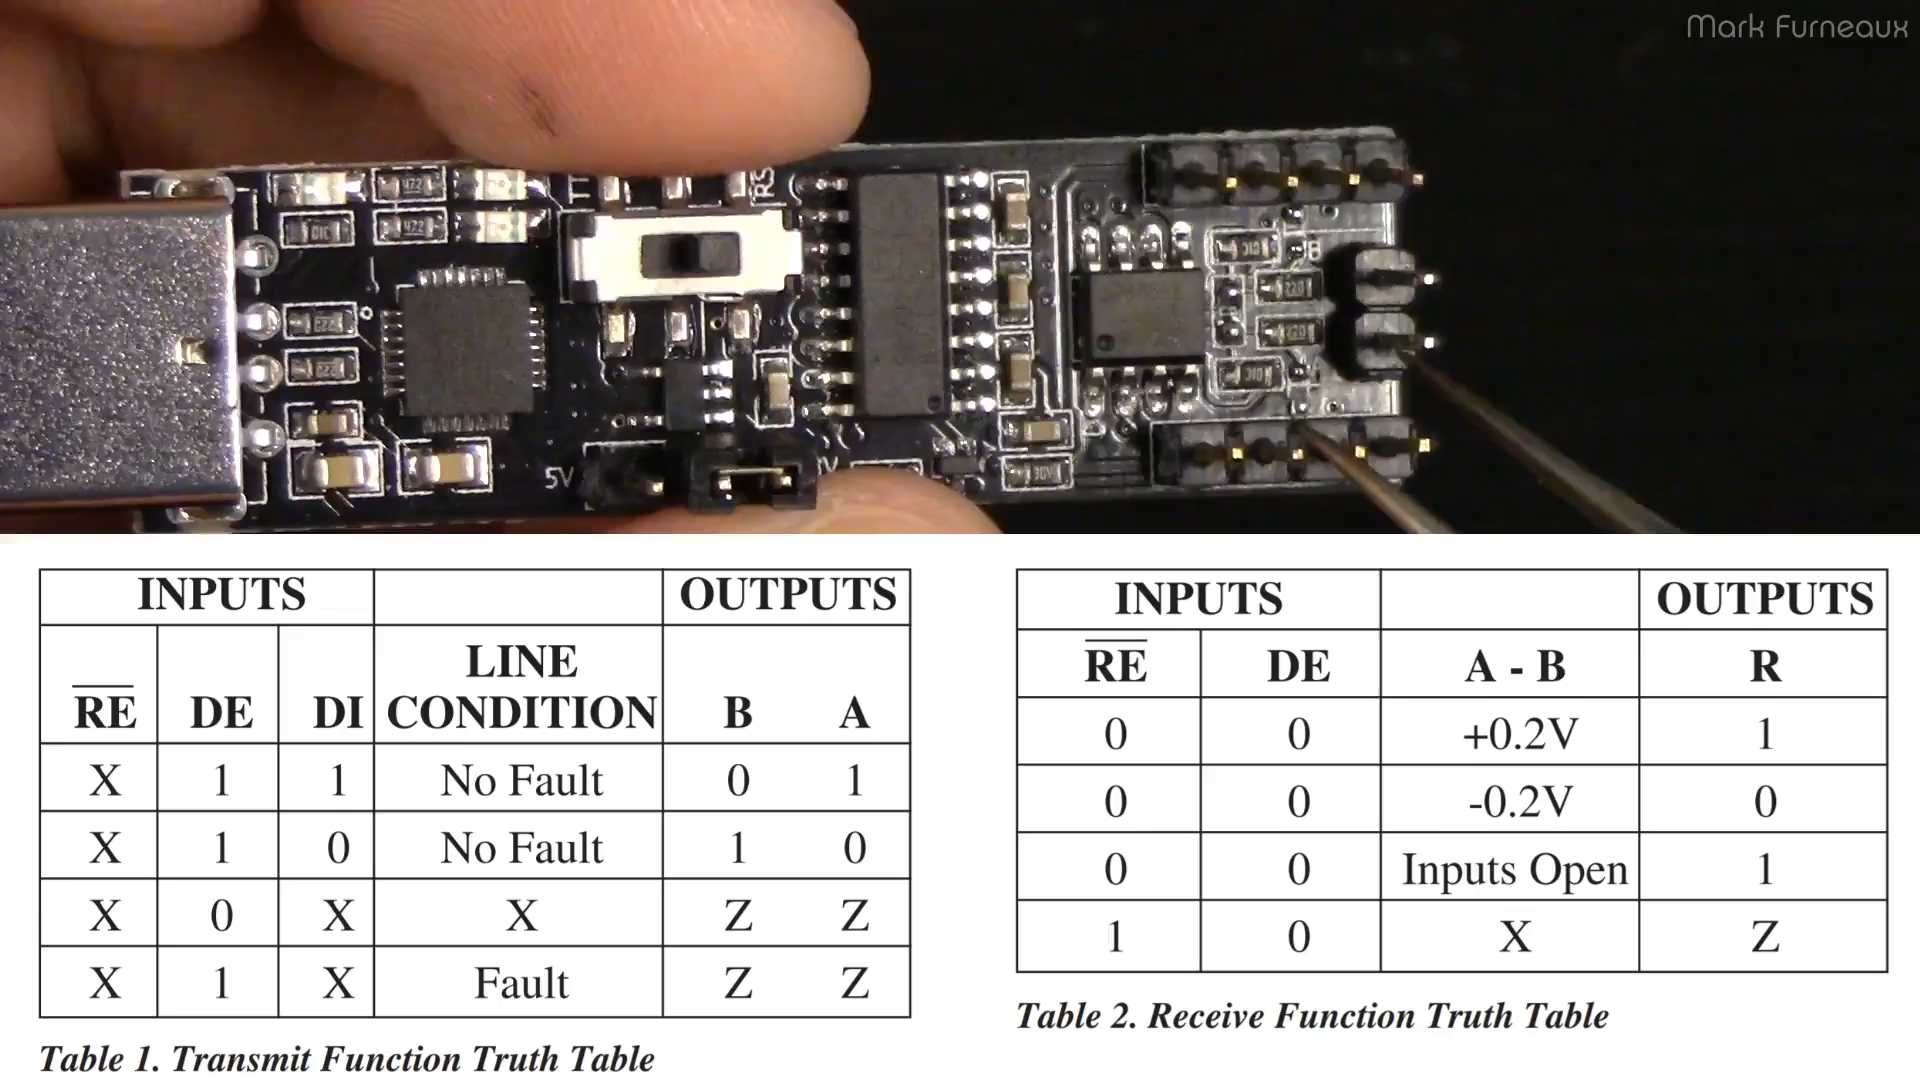 Mark Furneaux
5V
INPUTS OUTPUTS
RE DE DI LINE CONDITION B A
X 1 1 No Fault 0 1
X 1 0 No Fault 1 0
X 0 X X Z Z
X 1 X Fault Z Z
Table 1. Transmit Function Truth Table
INPUTS OUTPUTS
RE DE A - B R
0 0 +0.2V 1
0 0 -0.2V 0
0 0 Inputs Open 1
1 0 X Z
Table 2. Receive Function Truth Table